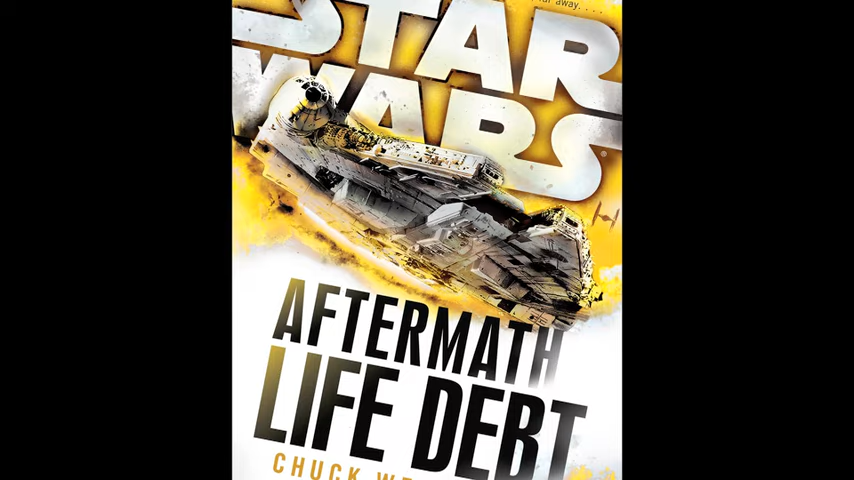 away. . . .
STAR
WARS
®
AFTERMATH
LIFE DEBT
CHUCK